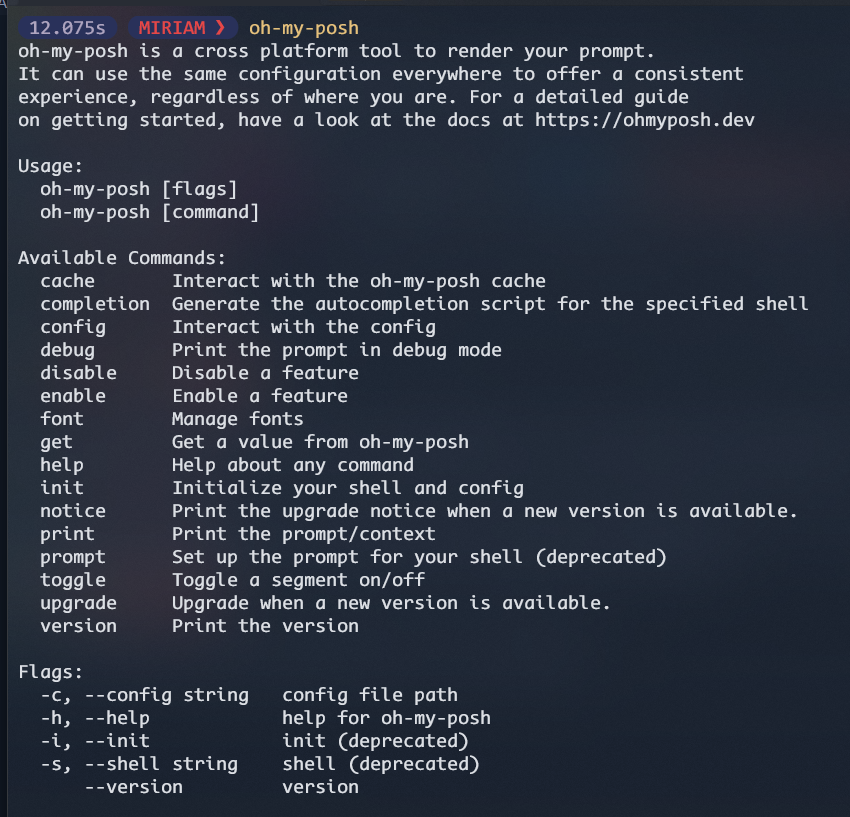 12.075s MIRIAM ❯ oh-my-posh
oh-my-posh is a cross platform tool to render your prompt.
It can use the same configuration everywhere to offer a consistent
experience, regardless of where you are. For a detailed guide
on getting started, have a look at the docs at https://ohmyposh.dev

Usage:
  oh-my-posh [flags]
  oh-my-posh [command]

Available Commands:
  cache       Interact with the oh-my-posh cache
  completion  Generate the autocompletion script for the specified shell
  config      Interact with the config
  debug       Print the prompt in debug mode
  disable     Disable a feature
  enable      Enable a feature
  font        Manage fonts
  get         Get a value from oh-my-posh
  help        Help about any command
  init        Initialize your shell and config
  notice      Print the upgrade notice when a new version is available.
  print       Print the prompt/context
  prompt      Set up the prompt for your shell (deprecated)
  toggle      Toggle a segment on/off
  upgrade     Upgrade when a new version is available.
  version     Print the version

Flags:
  -c, --config string   config file path
  -h, --help            help for oh-my-posh
  -i, --init            init (deprecated)
  -s, --shell string    shell (deprecated)
      --version         version